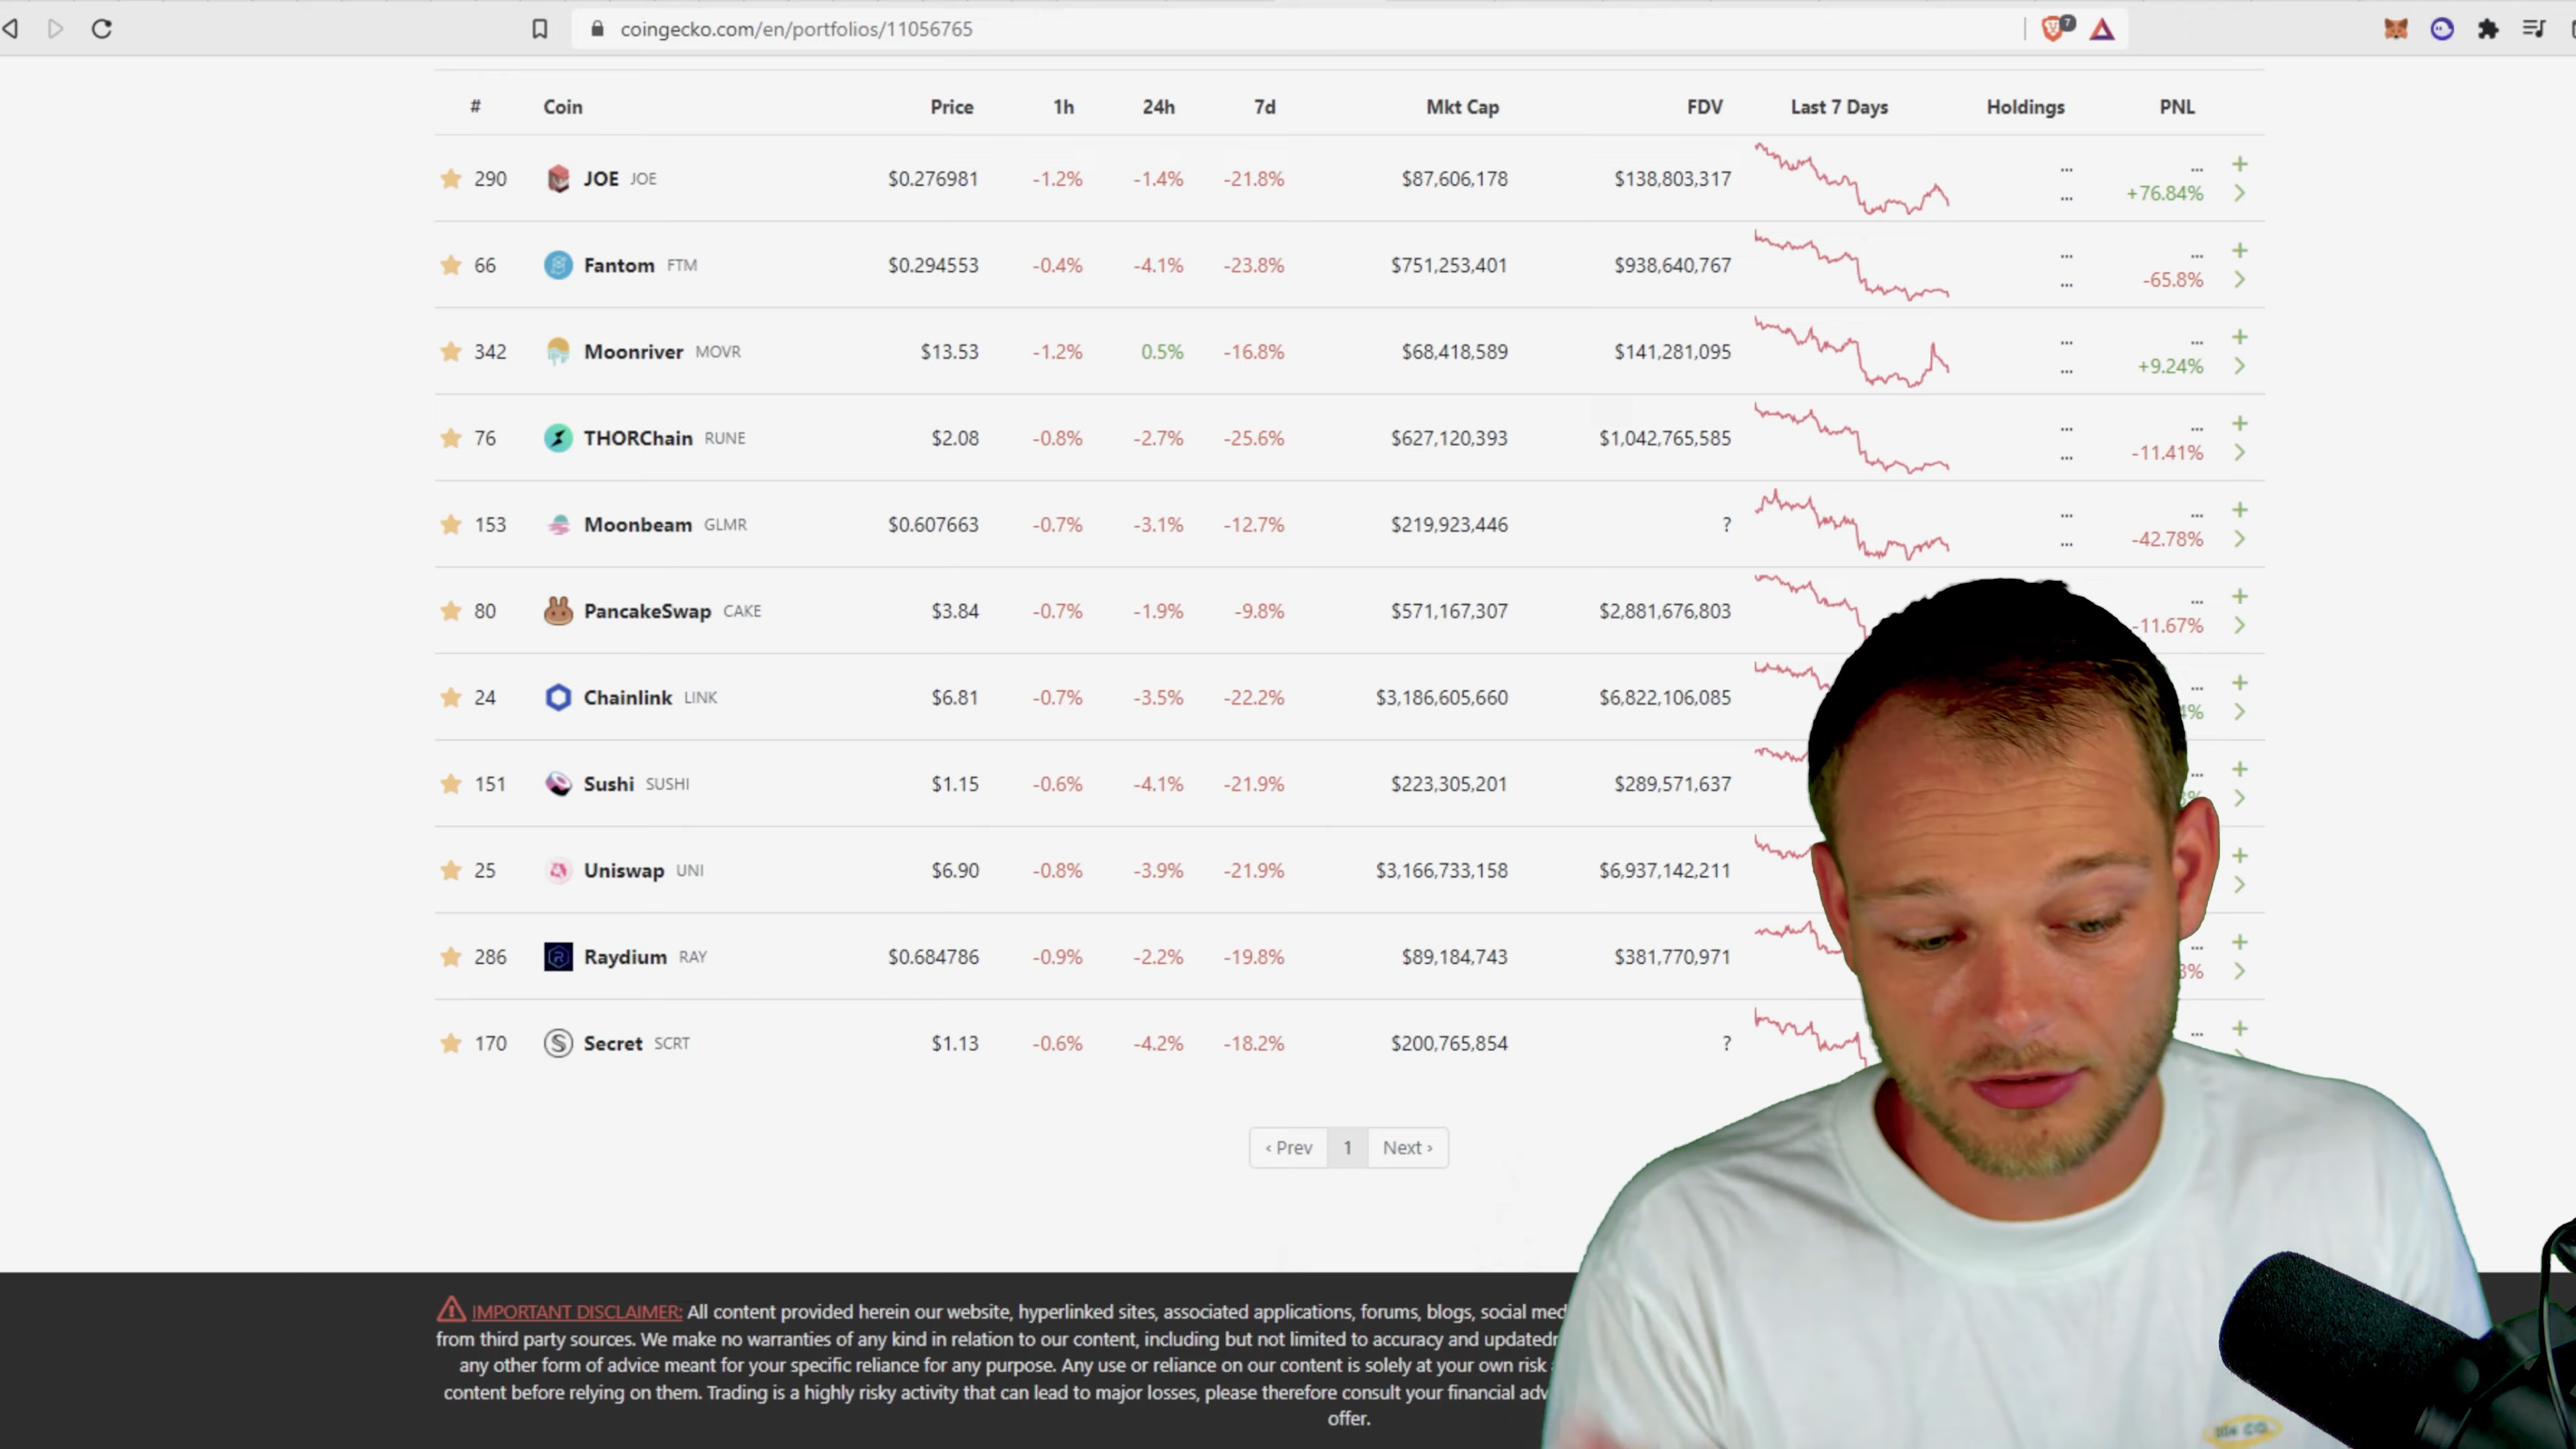 coingecko.com/en/portfolios/11056765 7
# Coin Price 1h 24h 7d Mkt Cap FDV Last 7 Days Holdings PNL
290 JOE JOE $0.276981 -1.2% -1.4% -21.8% $87,606,178 $138,803,317 ... ...
... +76.84%
66 Fantom FTM $0.294553 -0.4% -4.1% -23.8% $751,253,401 $938,640,767 ... ...
... -65.8%
342 Moonriver MOVR $13.53 -1.2% 0.5% -16.8% $68,418,589 $141,281,095 ... ...
... +9.24%
76 THORChain RUNE $2.08 -0.8% -2.7% -25.6% $627,120,393 $1,042,765,585 ... ...
... -11.41%
153 Moonbeam GLMR $0.607663 -0.7% -3.1% -12.7% $219,923,446 ? ... ...
... -42.78%
80 PancakeSwap CAKE $3.84 -0.7% -1.9% -9.8% $571,167,307 $2,881,676,803 ...
-11.67%
24 Chainlink LINK $6.81 -0.7% -3.5% -22.2% $3,186,605,660 $6,822,106,085 ...
151 Sushi SUSHI $1.15 -0.6% -4.1% -21.9% $223,305,201 $289,571,637 ...
25 Uniswap UNI $6.90 -0.8% -3.9% -21.9% $3,166,733,158 $6,937,142,211
286 Raydium RAY $0.684786 -0.9% -2.2% -19.8% $89,184,743 $381,770,971 ...
170 Secret SCRT $1.13 -0.6% -4.2% -18.2% $200,765,854 ? ...
‹ Prev 1 Next ›
IMPORTANT DISCLAIMER: All content provided herein our website, hyperlinked sites, associated applications, forums, blogs, social med
from third party sources. We make no warranties of any kind in relation to our content, including but not limited to accuracy and updatedn
any other form of advice meant for your specific reliance for any purpose. Any use or reliance on our content is solely at your own risk
content before relying on them. Trading is a highly risky activity that can lead to major losses, please therefore consult your financial adv
offer.